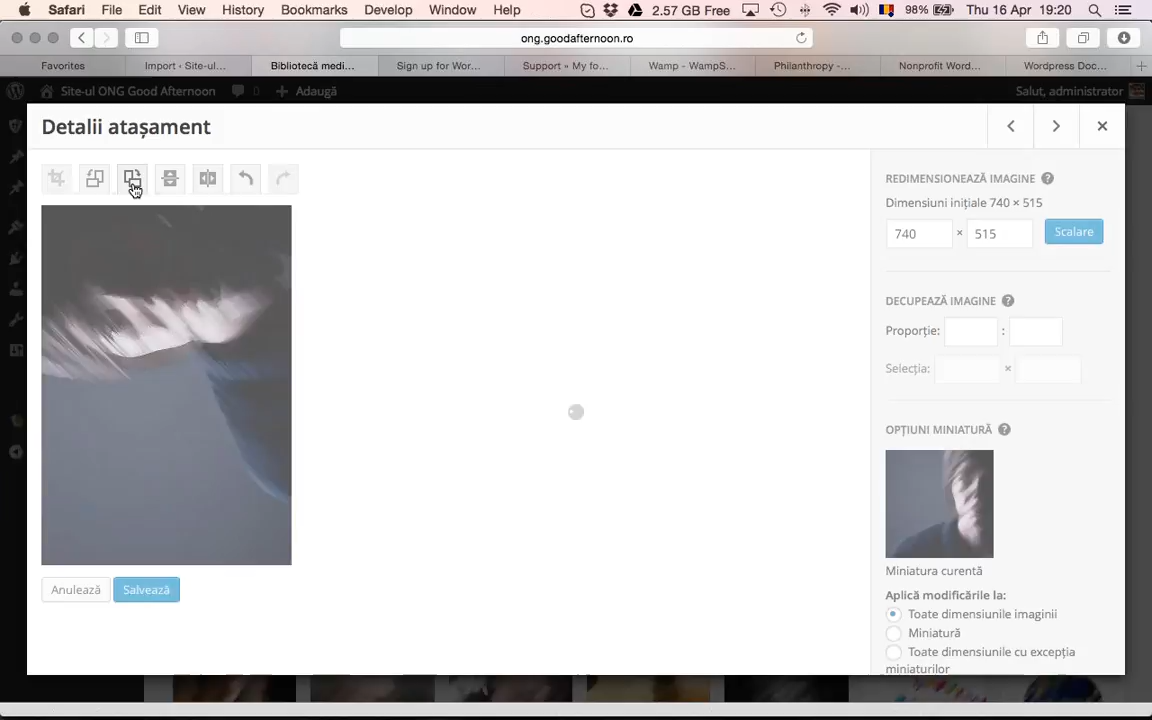 Safari File Edit View History Bookmarks Develop Window Help 2.57 GB Free 98% Thu 16 Apr 19:20
ong.goodafternoon.ro
Favorites Import ‹ Site-ul... Bibliotecă medi... Sign up for Wor... Support » My fo... Wamp - WampS... Philanthropy -... Nonprofit Word... Wordpress Doc...
Site-ul ONG Good Afternoon 0 Adaugă Salut, administrator
Detalii atașament
REDIMENSIONEAZĂ IMAGINE
Dimensiuni inițiale 740 × 515
740 × 515 Scalare
DECUPEAZĂ IMAGINE
Proporție: :
Selecția: ×
OPȚIUNI MINIATURĂ
Miniatura curentă
Anulează Salvează
Aplică modificările la:
Toate dimensiunile imaginii
Miniatură
Toate dimensiunile cu excepția
miniaturilor